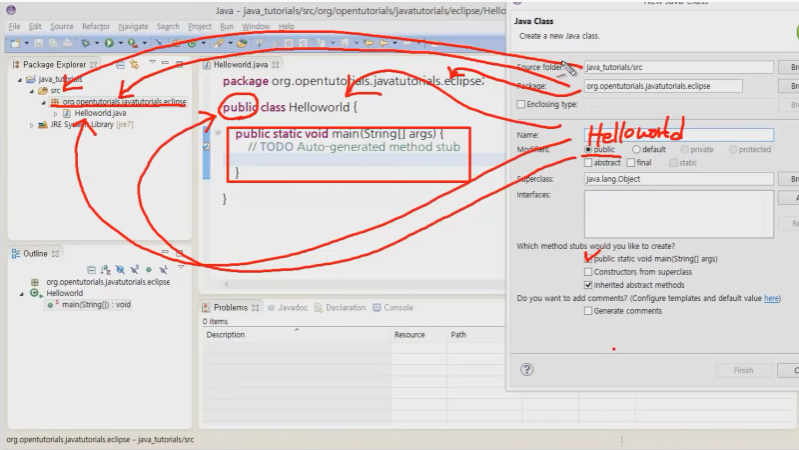 Java - java_tutorials/src/org/opentutorials/javatutorials/eclipse/Hello
New Java Class
File Edit Source Refactor Navigate Search Project Run Window Help
Java Class
Create a new Java class.
Package Explorer
Helloworld.java
java_tutorials
src
org.opentutorials.javatutorials.eclipse
Helloworld.java
JRE System Library (jre7)
package org.opentutorials.javatutorials.eclipse;
public class Helloworld {
public static void main(String[] args) {
// TODO Auto-generated method stub
}
}
Source folder: java_tutorials/src
Package: org.opentutorials.javatutorials.eclipse
Enclosing type:
Name: Helloworld
Modifiers: public default private protected
abstract final static
Superclass: java.lang.Object
Interfaces:
Which method stubs would you like to create?
public static void main(String[] args)
Constructors from superclass
Inherited abstract methods
Do you want to add comments? (Configure templates and default value here)
Generate comments
Finish
Outline
org.opentutorials.javatutorials.eclipse
Helloworld
main(String[]) : void
Problems Javadoc Declaration Console
0 items
Description Resource Path
org.opentutorials.javatutorials.eclipse - java_tutorials/src